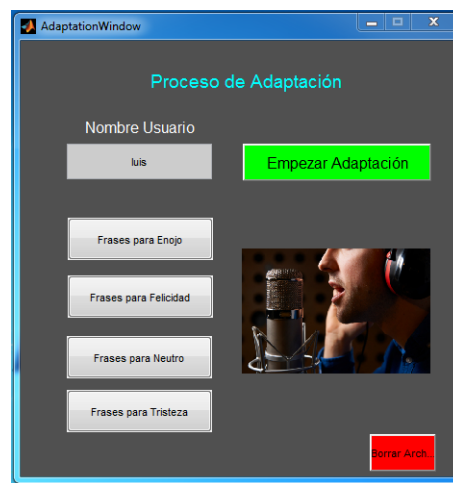 AdaptationWindow
Proceso de Adaptación
Nombre Usuario
luis
Empezar Adaptación
Frases para Enojo
Frases para Felicidad
Frases para Neutro
Frases para Tristeza
Borrar Arch...